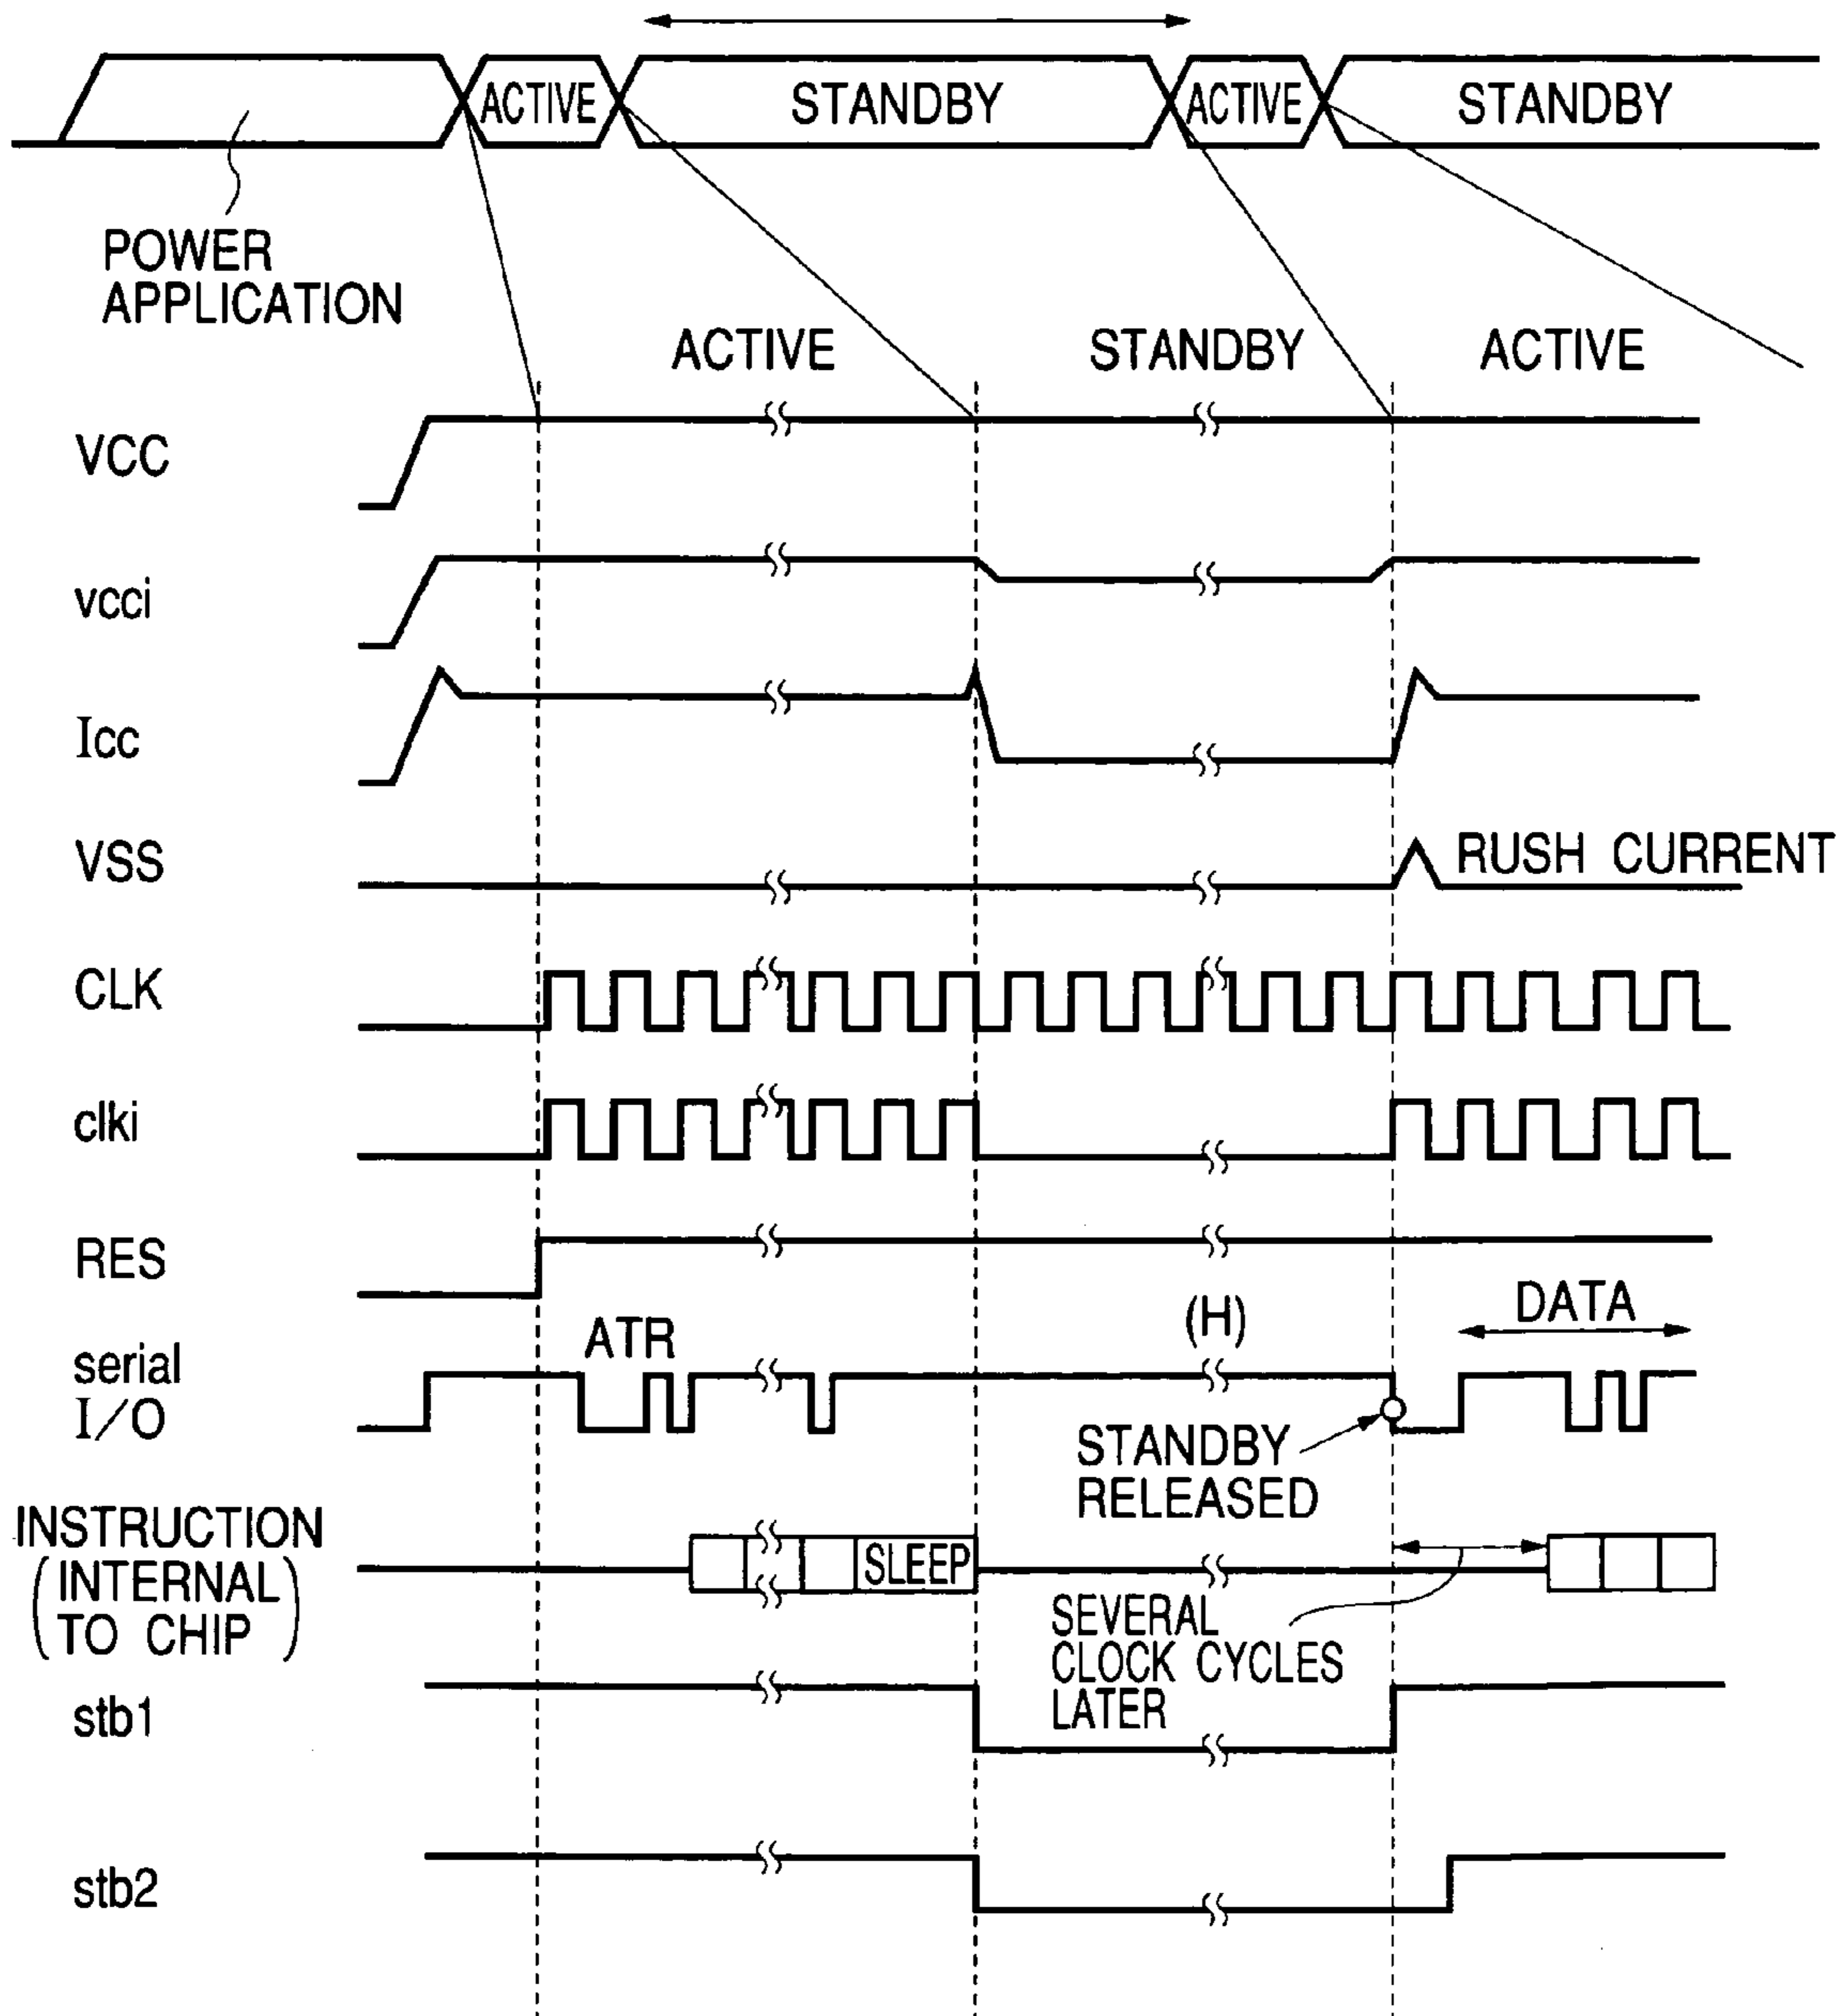 ACTIVE STANDBY ACTIVE STANDBY
POWER
APPLICATION
ACTIVE STANDBY ACTIVE
VCC
vcci
Icc
VSS
RUSH CURRENT
CLK
clki
RES
ATR
(H)
DATA
serial
I/O
STANDBY
RELEASED
INSTRUCTION
(INTERNAL
TO CHIP)
SLEEP
SEVERAL
CLOCK CYCLES
LATER
stb1
stb2